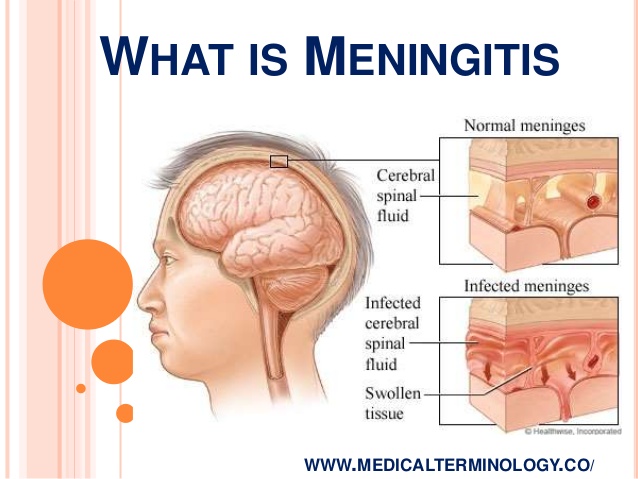 WHAT IS MENINGITIS
Normal meninges
Cerebral
spinal
fluid
Infected meninges
Infected
cerebral
spinal
fluid
Swollen
tissue
© Healthwise, Incorporated
WWW.MEDICALTERMINOLOGY.CO/